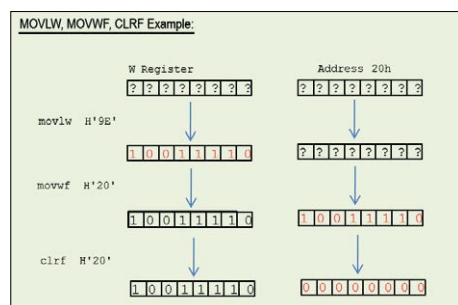 MOVLW, MOVWF, CLRF Example:
W Register Address 20h
? ? ? ? ? ? ? ? ? ? ? ? ? ? ? ?
movlw H'9E'
1 0 0 1 1 1 1 0 ? ? ? ? ? ? ? ?
movwf H'20'
1 0 0 1 1 1 1 0 1 0 0 1 1 1 1 0
clrf H'20'
1 0 0 1 1 1 1 0 0 0 0 0 0 0 0 0